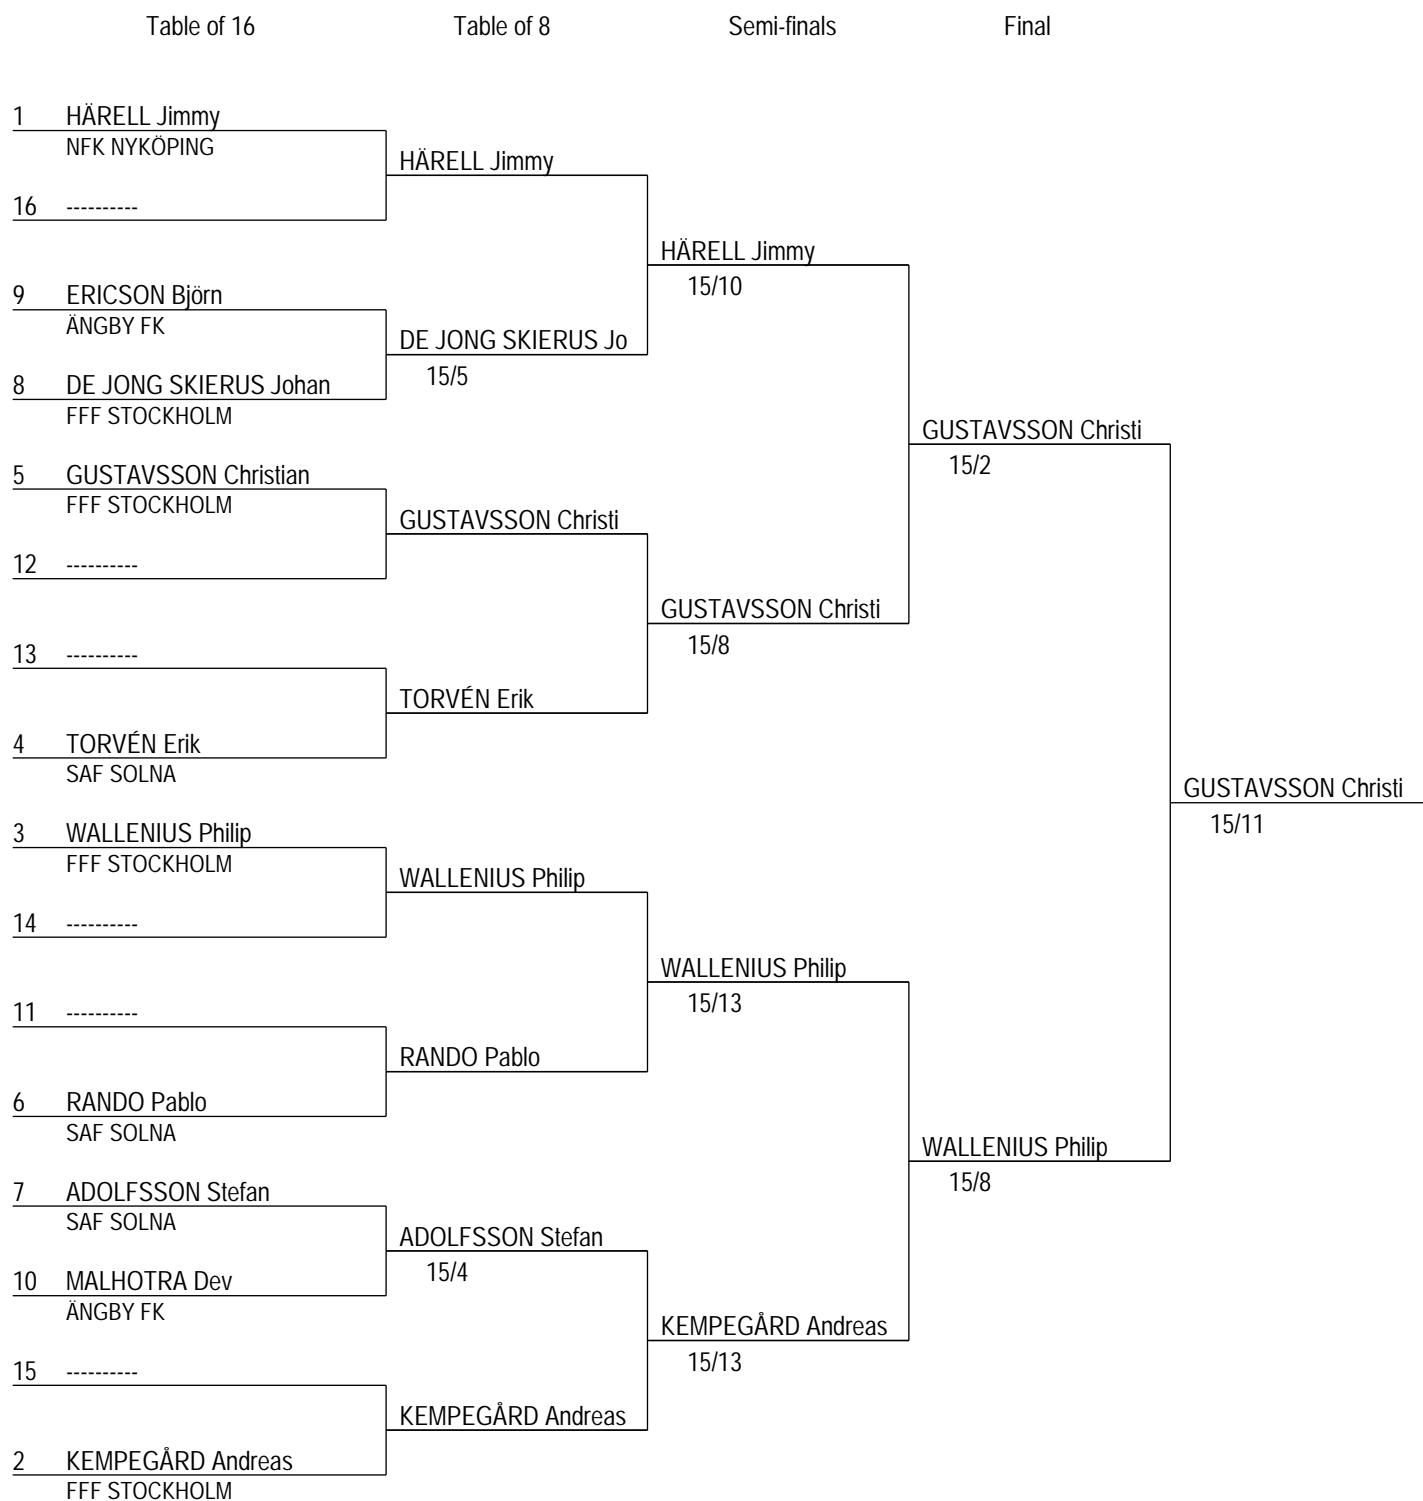 Table of 16 Table of 8 Semi-finals Final
1 HÄRELL Jimmy
NFK NYKÖPING
HÄRELL Jimmy
16 ----------
HÄRELL Jimmy
15/10
9 ERICSON Björn
ÄNGBY FK
DE JONG SKIERUS Jo
15/5
8 DE JONG SKIERUS Johan
FFF STOCKHOLM
GUSTAVSSON Christi
15/2
5 GUSTAVSSON Christian
FFF STOCKHOLM
GUSTAVSSON Christi
12 ----------
GUSTAVSSON Christi
15/8
13 ----------
TORVÉN Erik
4 TORVÉN Erik
SAF SOLNA
GUSTAVSSON Christi
15/11
3 WALLENIUS Philip
FFF STOCKHOLM
WALLENIUS Philip
14 ----------
WALLENIUS Philip
15/13
11 ----------
RANDO Pablo
6 RANDO Pablo
SAF SOLNA
WALLENIUS Philip
15/8
7 ADOLFSSON Stefan
SAF SOLNA
ADOLFSSON Stefan
15/4
10 MALHOTRA Dev
ÄNGBY FK
KEMPEGÅRD Andreas
15/13
15 ----------
KEMPEGÅRD Andreas
2 KEMPEGÅRD Andreas
FFF STOCKHOLM